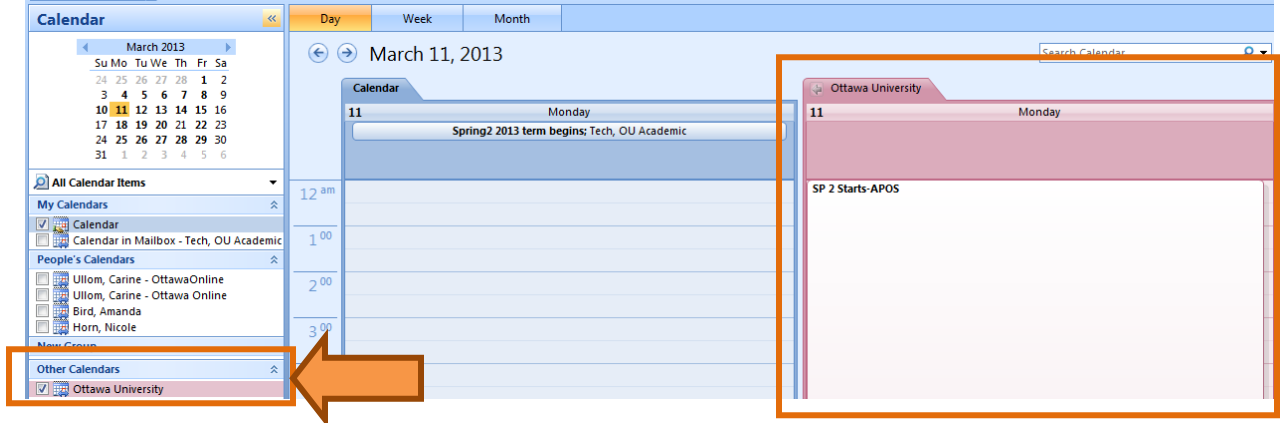 Calendar «
Day Week Month
March 2013
Su Mo Tu We Th Fr Sa
24 25 26 27 28 1 2
3 4 5 6 7 8 9
10 11 12 13 14 15 16
17 18 19 20 21 22 23
24 25 26 27 28 29 30
31 1 2 3 4 5 6
All Calendar Items
My Calendars
Calendar
Calendar in Mailbox - Tech, OU Academic
People's Calendars
Ullom, Carine - OttawaOnline
Ullom, Carine - Ottawa Online
Bird, Amanda
Horn, Nicole
New Group
Other Calendars
Ottawa University
March 11, 2013
Search Calendar
Calendar
11 Monday
Spring2 2013 term begins; Tech, OU Academic
12 am
1 00
2 00
3 00
Ottawa University
11 Monday
SP 2 Starts-APOS